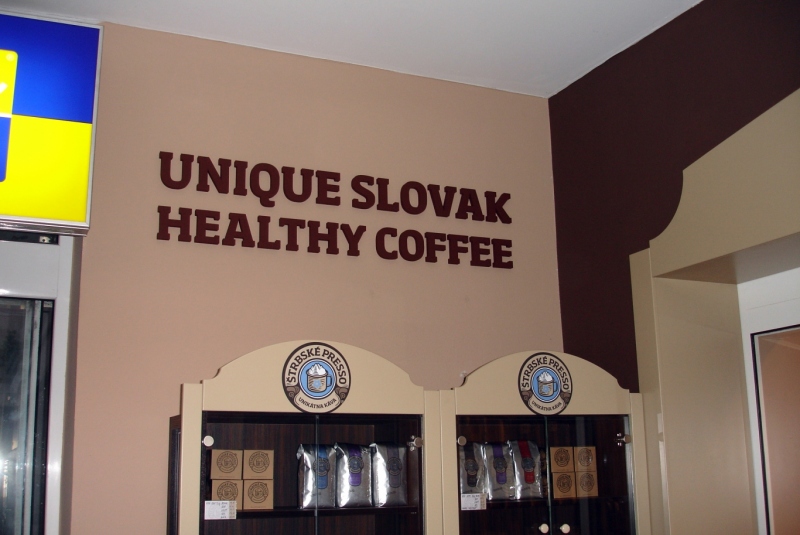 UNIQUE SLOVAK
HEALTHY COFFEE
ŠTRBSKÉ PRESSO
UNIKÁTNA KÁVA
ŠTRBSKÉ PRESSO
UNIKÁTNA KÁVA